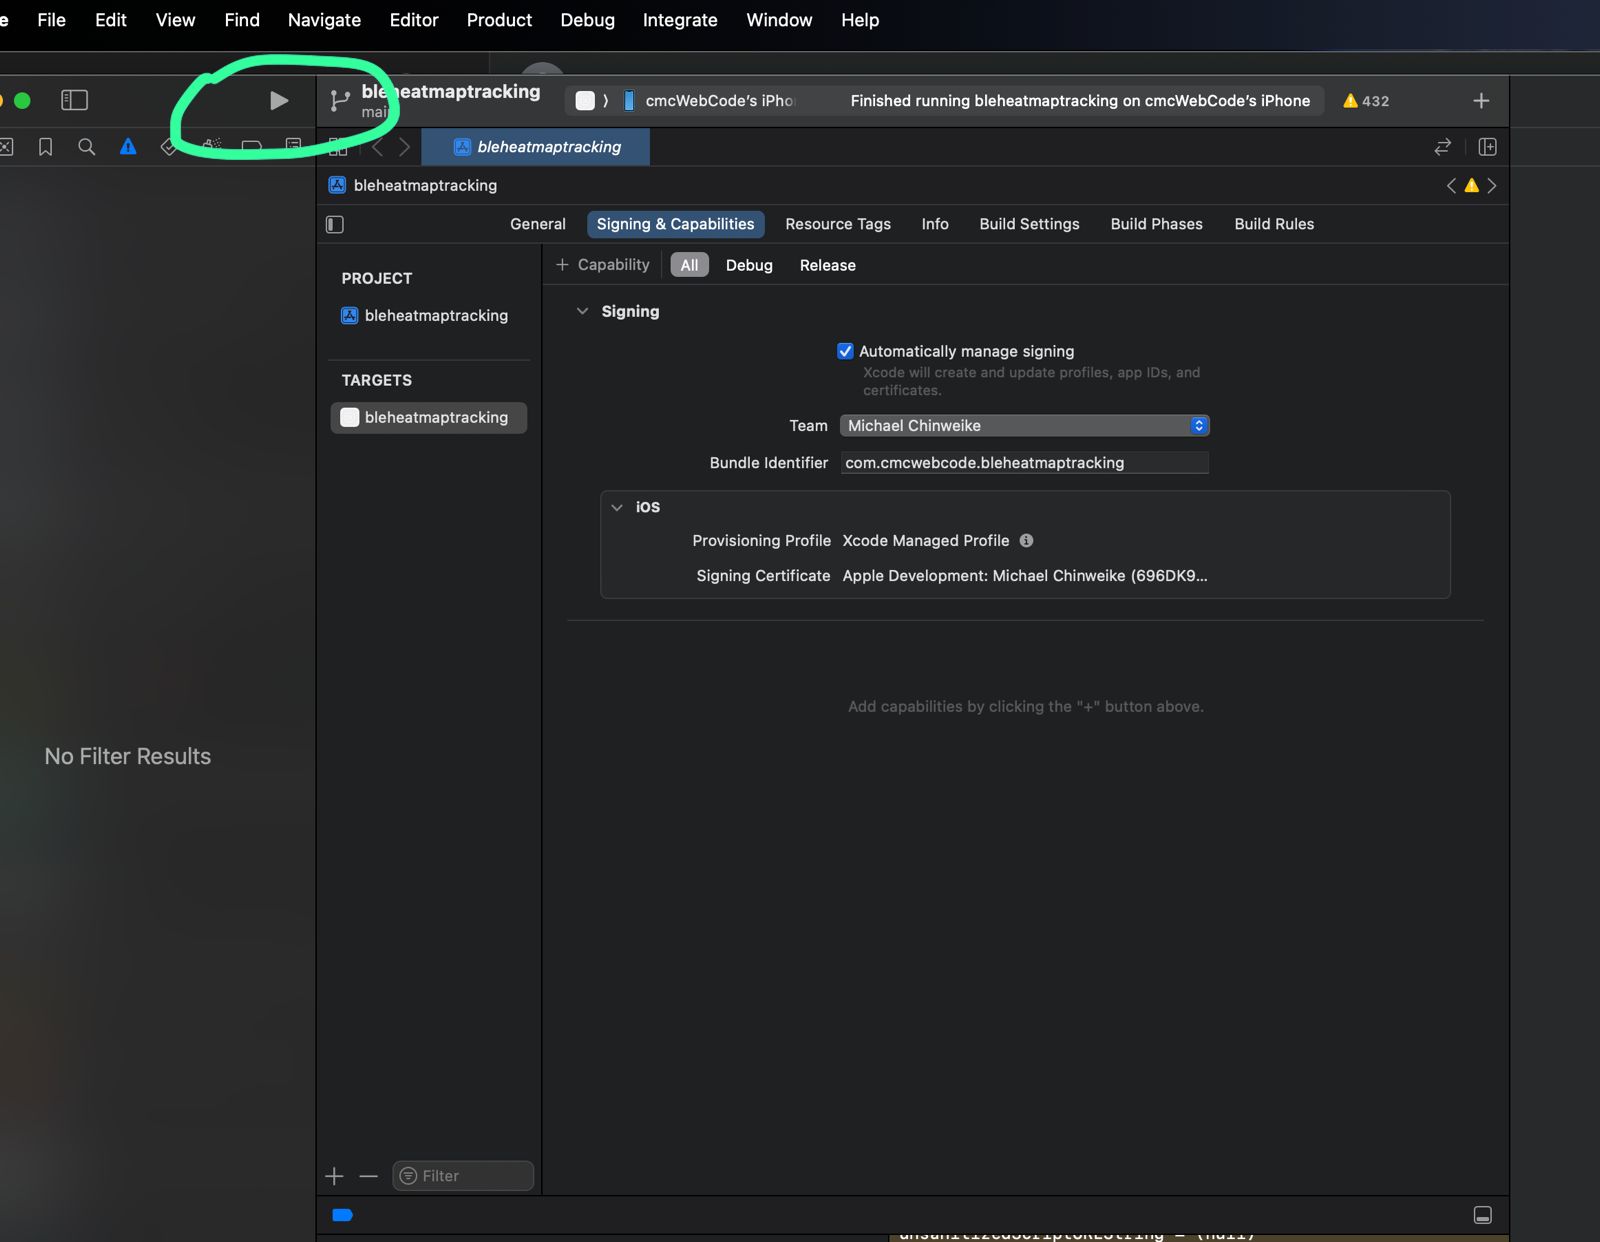 File Edit View Find Navigate Editor Product Debug Integrate Window Help
bleheatmaptracking
main
cmcWebCode's iPho
Finished running bleheatmaptracking on cmcWebCode's iPhone
432
bleheatmaptracking
bleheatmaptracking
General Signing & Capabilities Resource Tags Info Build Settings Build Phases Build Rules
PROJECT
bleheatmaptracking
TARGETS
bleheatmaptracking
+ Capability All Debug Release
Signing
Automatically manage signing
Xcode will create and update profiles, app IDs, and
certificates.
Team Michael Chinweike
Bundle Identifier com.cmcwebcode.bleheatmaptracking
iOS
Provisioning Profile Xcode Managed Profile
Signing Certificate Apple Development: Michael Chinweike (696DK9...
Add capabilities by clicking the "+" button above.
No Filter Results
Filter